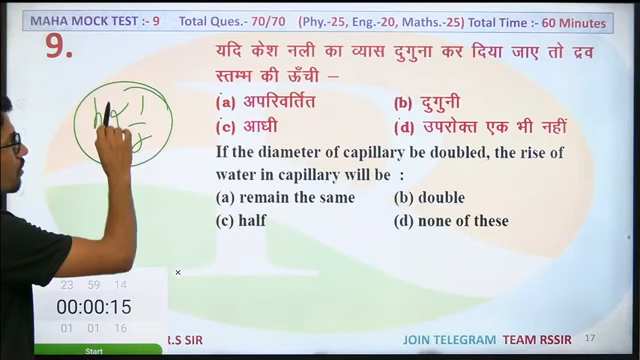 MAHA MOCK TEST :- 9 Total Ques.- 70/70 (Phy.-25, Eng.-20, Maths.-25) Total Time :- 60 Minutes
9.
यदि केश नली का व्यास दुगुना कर दिया जाए तो द्रव
स्तम्भ की ऊँची –
(a) अपरिवर्तित (b) दुगुनी
(c) आधी (d) उपरोक्त एक भी नहीं
h ∝ 1
r
If the diameter of capillary be doubled, the rise of
water in capillary will be :
(a) remain the same (b) double
(c) half (d) none of these
23 59 14
00:00:15
01 01 16
Start
R.S SIR JOIN TELEGRAM TEAM RSSIR 17